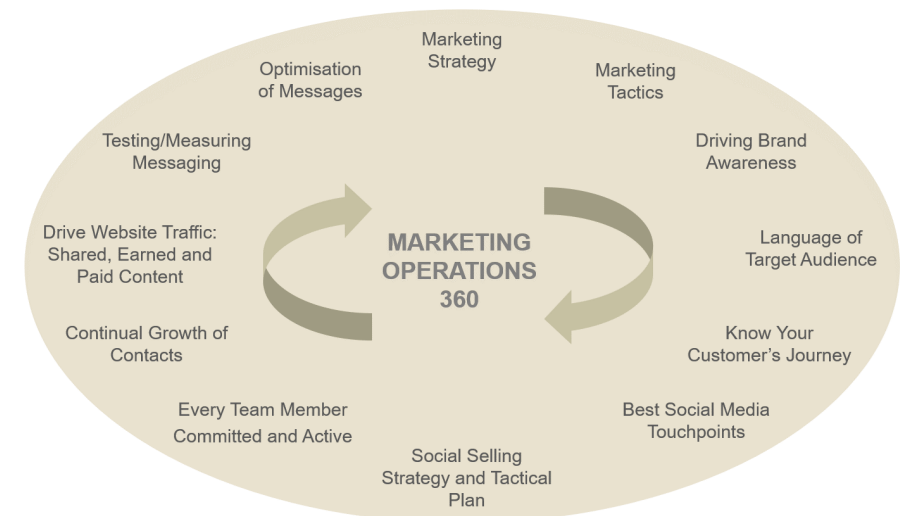 Marketing
Strategy
Marketing
Tactics
Driving Brand
Awareness
Language of
Target Audience
Know Your
Customer’s Journey
Best Social Media
Touchpoints
Social Selling
Strategy and Tactical
Plan
Every Team Member
Committed and Active
Continual Growth of
Contacts
Drive Website Traffic:
Shared, Earned and
Paid Content
Testing/Measuring
Messaging
Optimisation
of Messages
MARKETING
OPERATIONS
360